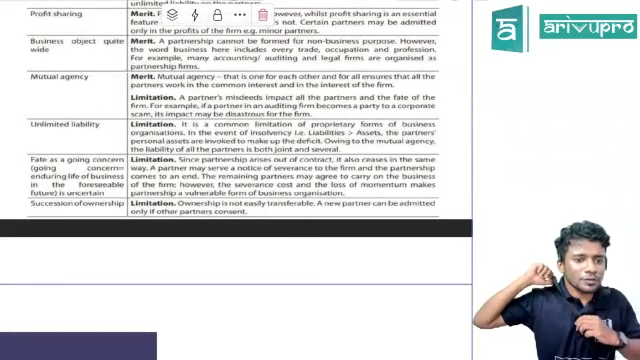 unlimited liability on the partners.
Profit sharing
Merit. owever, whilst profit sharing is an essential
feature is not. Certain partners may be admitted
only in the profits of the firm e.g. minor partners.
Business object quite
wide
Merit. A partnership cannot be formed for non-business purpose. However,
the word business here includes every trade, occupation and profession.
For example, many accounting/ auditing and legal firms are organised as
partnership firms.
Mutual agency
Merit. Mutual agency – that is one for each other and for all ensures that all the
partners work in the common interest and in the interest of the firm.
Limitation. A partner's misdeeds impact all the partners and the fate of the
firm. For example, if a partner in an auditing firm becomes a party to a corporate
scam, its impact may be disastrous for the firm.
Unlimited liability
Limitation. It is a common limitation of proprietary forms of business
organisations. In the event of insolvency i.e. Liabilities > Assets, the partners'
personal assets are invoked to make up the deficit. Owing to the mutual agency,
the liability of all the partners is both joint and several.
Fate as a going concern
(going concern=
enduring life of business
in the foreseeable
future) is uncertain
Limitation. Since partnership arises out of contract, it also ceases in the same
way. A partner may serve a notice of severance to the firm and the partnership
comes to an end. The remaining partners may agree to carry on the business
of the firm; however, the severance cost and the loss of momentum makes
partnership a vulnerable form of business organisation.
Succession of ownership
Limitation. Ownership is not easily transferable. A new partner can be admitted
only if other partners consent.
arivupro